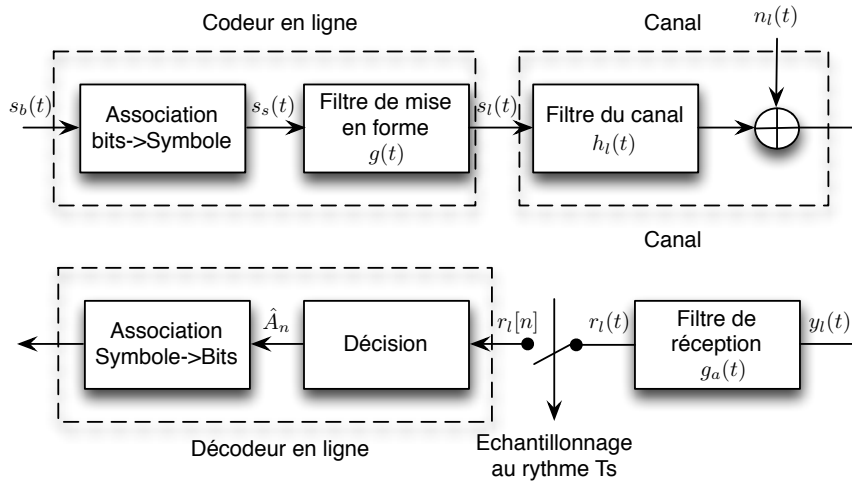 Codeur en ligne
Canal
n_l(t)
s_b(t)
Association
bits->Symbole
s_s(t)
Filtre de mise
en forme
g(t)
s_l(t)
Filtre du canal
h_l(t)
Canal
Association
Symbole->Bits
Â_n
Décision
r_l[n]
r_l(t)
Filtre de
réception
g_a(t)
y_l(t)
Décodeur en ligne
Echantillonnage
au rythme Ts